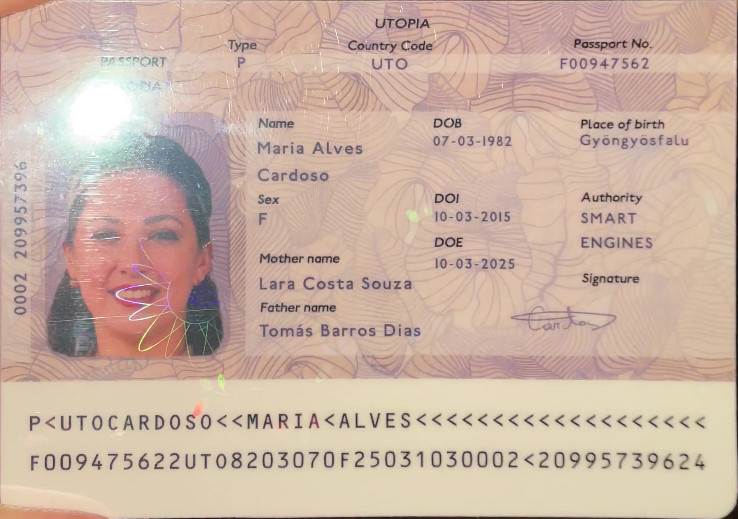 UTOPIA
PASSPORT
Type
P
Country Code
UTO
Passport No.
F00947562
0002 209957396
Name
Maria Alves
Cardoso
Sex
F
Mother name
Lara Costa Souza
Father name
Tomás Barros Dias
DOB
07-03-1982
DOI
10-03-2015
DOE
10-03-2025
Place of birth
Gyöngyösfalu
Authority
SMART
ENGINES
Signature
Cardoso
P<UTOCARDOSO<<MARIA<ALVES<<<<<<<<<<<<<<<<<<<
F009475622UTO8203070F25031030002<20995739624